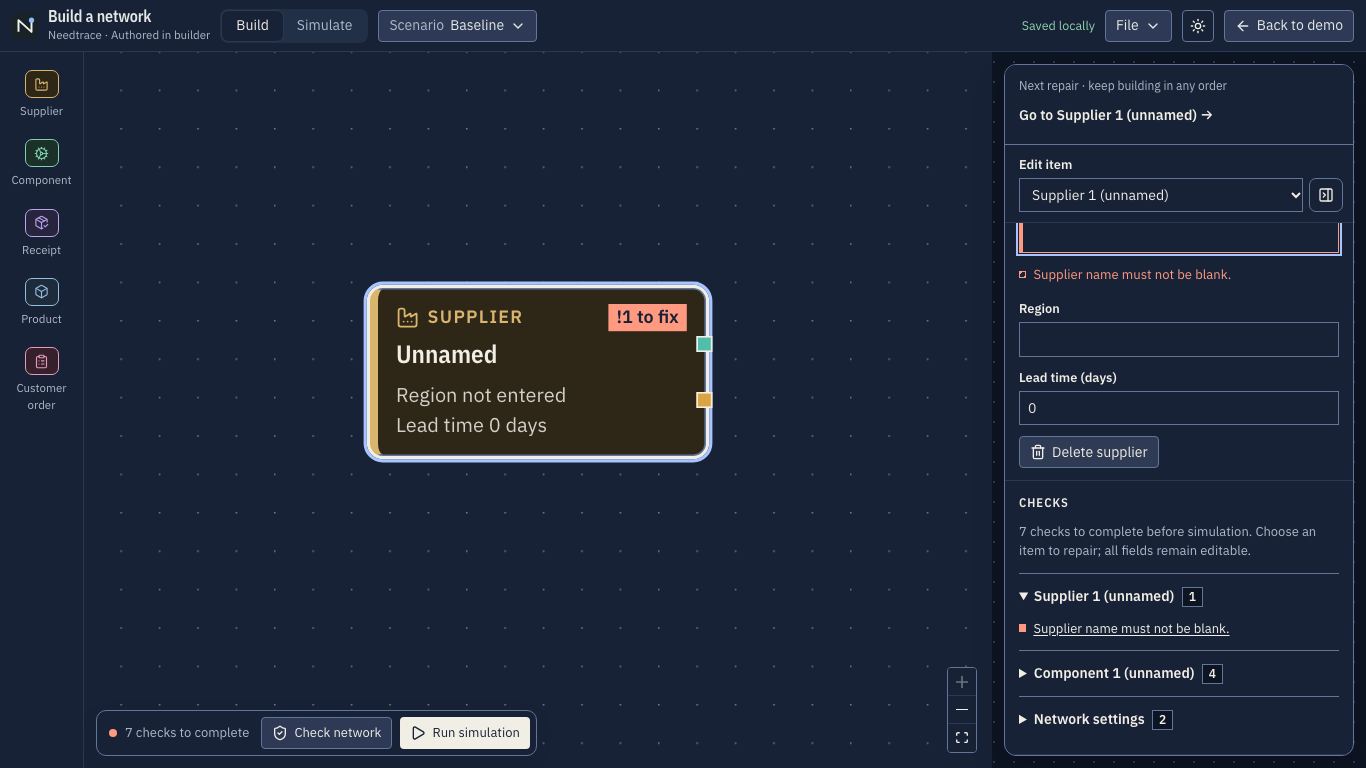 Build a network
Needtrace · Authored in builder
Build
Simulate
Scenario Baseline
Saved locally
File
Back to demo
Supplier
Component
Receipt
Product
Customer
order
SUPPLIER
!1 to fix
Unnamed
Region not entered
Lead time 0 days
7 checks to complete
Check network
Run simulation
Next repair · keep building in any order
Go to Supplier 1 (unnamed) →
Edit item
Supplier 1 (unnamed)
Supplier name must not be blank.
Region
Lead time (days)
0
Delete supplier
CHECKS
7 checks to complete before simulation. Choose an
item to repair; all fields remain editable.
Supplier 1 (unnamed) 1
Supplier name must not be blank.
Component 1 (unnamed) 4
Network settings 2